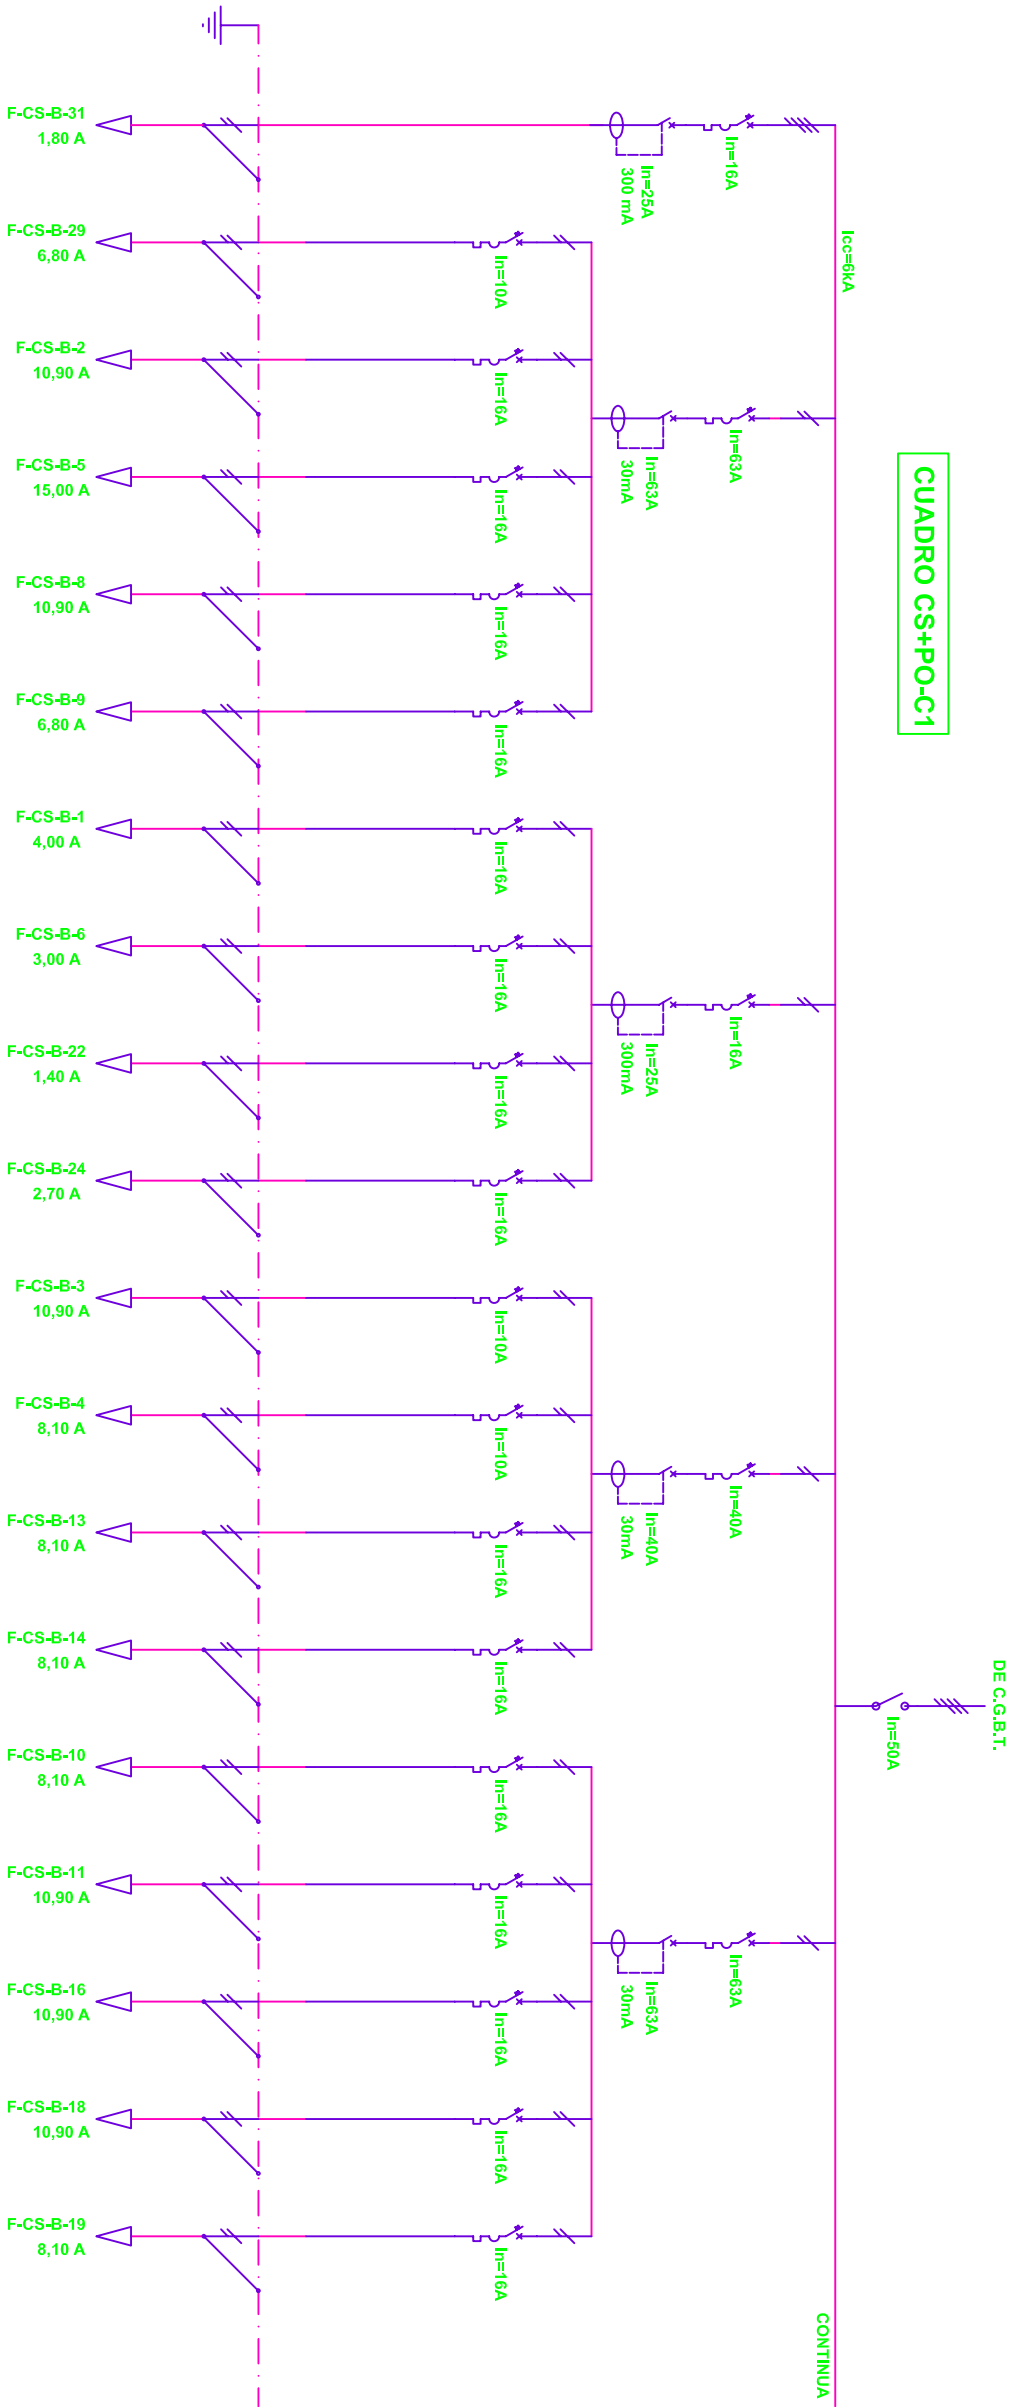 F-CS-B-31
1,80 A
In=25A
300 mA
In=16A
Icc=6kA
F-CS-B-29
6,80 A
In=10A
F-CS-B-2
10,90 A
In=16A
In=63A
30mA
In=63A
CUADRO CS+PO-C1
F-CS-B-5
15,00 A
In=16A
F-CS-B-8
10,90 A
In=16A
F-CS-B-9
6,80 A
In=16A
F-CS-B-1
4,00 A
In=16A
F-CS-B-6
3,00 A
In=16A
In=25A
300mA
In=16A
F-CS-B-22
1,40 A
In=16A
F-CS-B-24
2,70 A
In=16A
F-CS-B-3
10,90 A
In=10A
F-CS-B-4
8,10 A
In=10A
In=40A
30mA
In=40A
F-CS-B-13
8,10 A
In=16A
F-CS-B-14
8,10 A
In=16A
DE C.G.B.T.
In=50A
F-CS-B-10
8,10 A
In=16A
F-CS-B-11
10,90 A
In=16A
In=63A
30mA
In=63A
F-CS-B-16
10,90 A
In=16A
F-CS-B-18
10,90 A
In=16A
F-CS-B-19
8,10 A
In=16A
CONTINUA